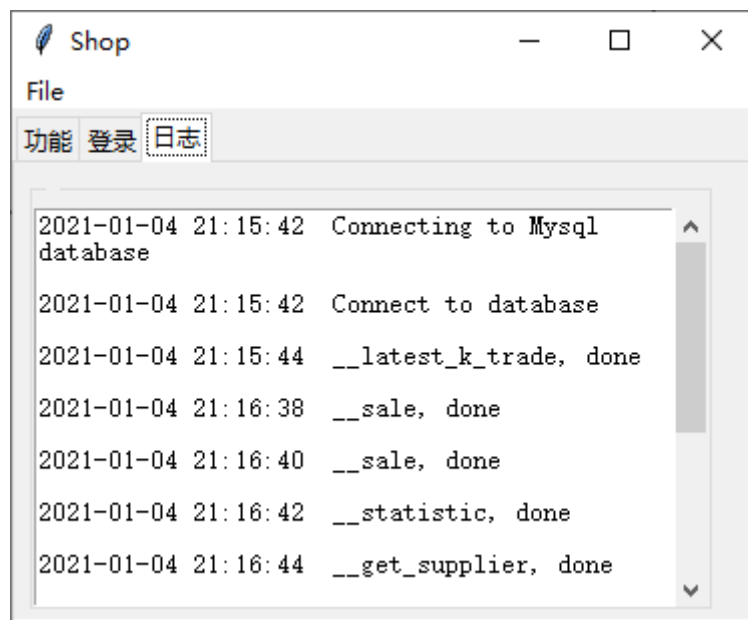 Shop
File
功能 登录 日志
2021-01-04 21:15:42  Connecting to Mysql
database
2021-01-04 21:15:42  Connect to database
2021-01-04 21:15:44  __latest_k_trade, done
2021-01-04 21:16:38  __sale, done
2021-01-04 21:16:40  __sale, done
2021-01-04 21:16:42  __statistic, done
2021-01-04 21:16:44  __get_supplier, done